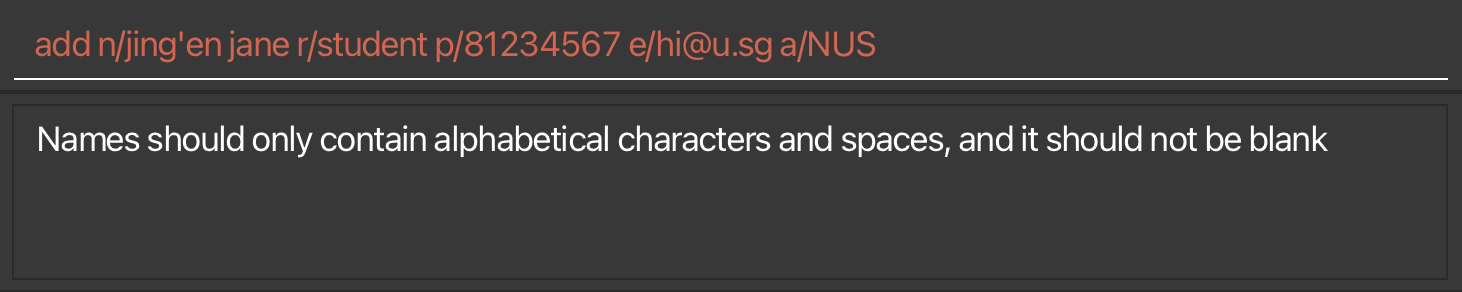 add n/jing'en jane r/student p/81234567 e/hi@u.sg a/NUS
Names should only contain alphabetical characters and spaces, and it should not be blank